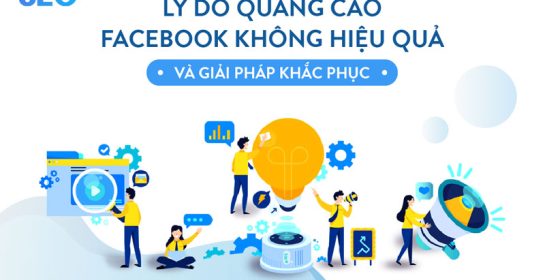 LÝ DO QUẢNG CÁO
FACEBOOK KHÔNG HIỆU QUẢ
VÀ GIẢI PHÁP KHẮC PHỤC